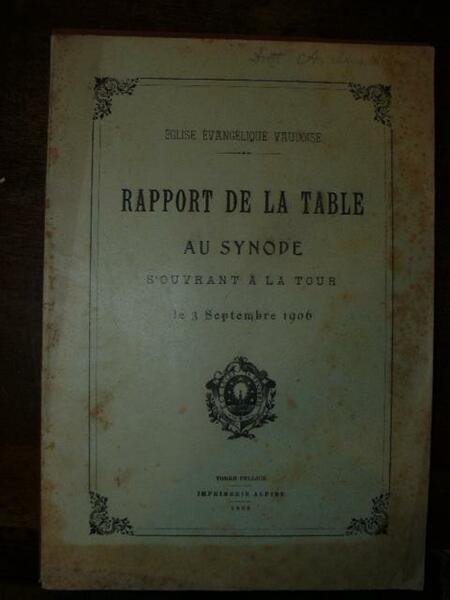 EGLISE ÉVANGÉLIQUE VAUDOISE
RAPPORT DE LA TABLE
AU SYNODE
S'OUVRANT À LA TOUR
le 3 Septembre 1906
TORRE PELLICE
IMPRIMERIE ALPINE
1906